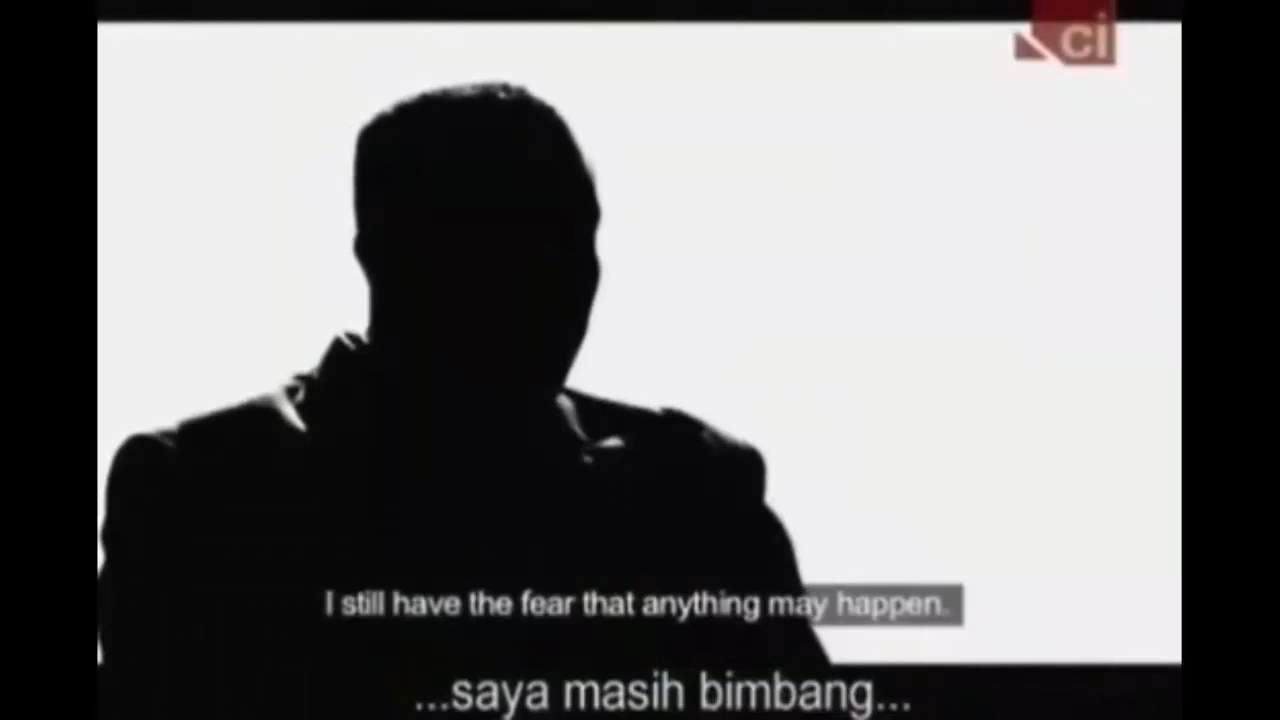 ci
I still have the fear that anything may happen.
...saya masih bimbang...